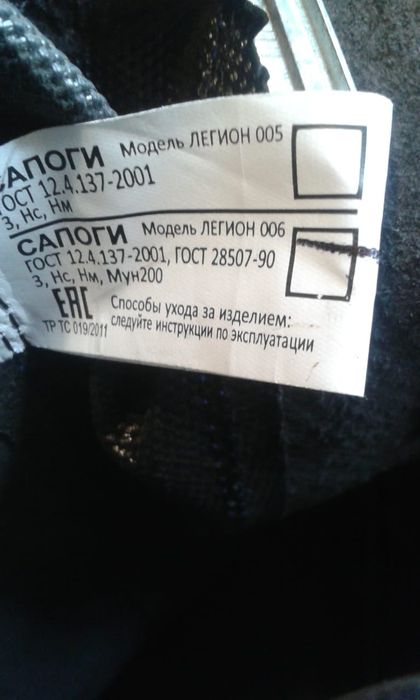 САПОГИ Модель ЛЕГИОН 005
ГОСТ 12.4.137-2001
З, Нс, Нм
САПОГИ Модель ЛЕГИОН 006
ГОСТ 12.4.137-2001, ГОСТ 28507-90
З, Нс, Нм, Мун200
ЕАС
ТР ТС 019/2011
Способы ухода за изделием:
следуйте инструкции по эксплуатации